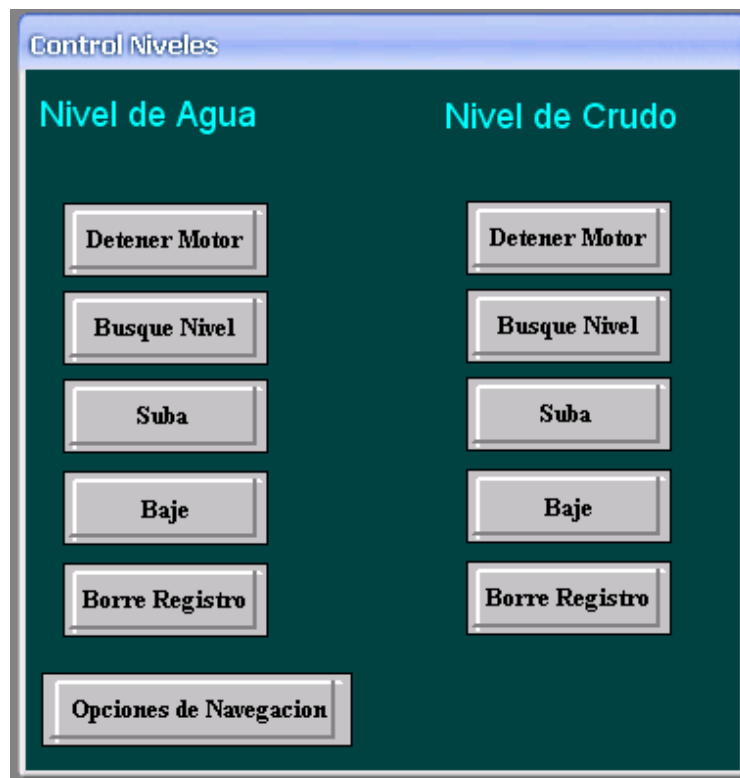 Control Niveles
Nivel de Agua
Nivel de Crudo
Detener Motor
Detener Motor
Busque Nivel
Busque Nivel
Suba
Suba
Baje
Baje
Borre Registro
Borre Registro
Opciones de Navegacion